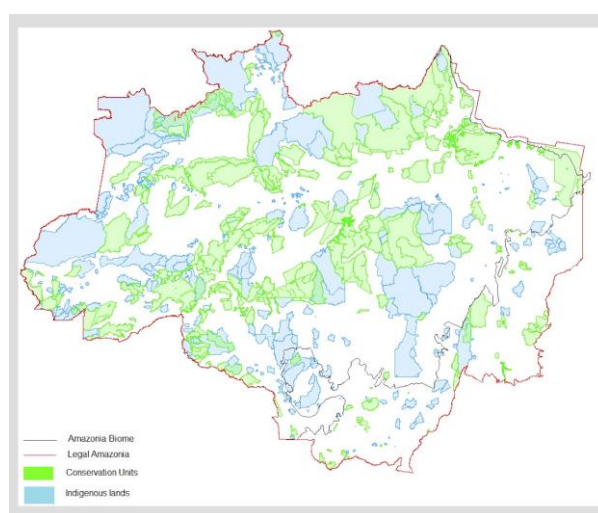 Amazonia Biome
Legal Amazonia
Conservation Units
Indigenous lands